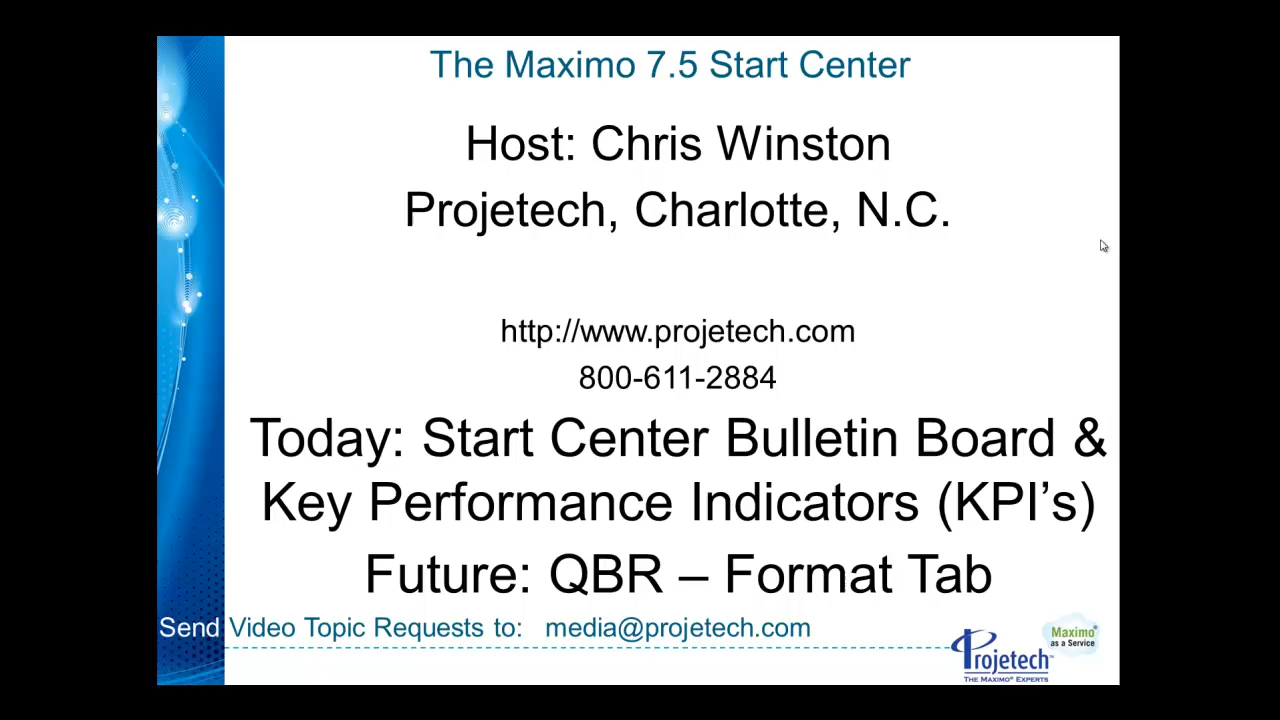 The Maximo 7.5 Start Center
Host: Chris Winston
Projetech, Charlotte, N.C.
http://www.projetech.com
800-611-2884
Today: Start Center Bulletin Board &
Key Performance Indicators (KPI’s)
Future: QBR – Format Tab
Send Video Topic Requests to: media@projetech.com
Projetech™
THE MAXIMO® EXPERTS
Maximo®
as a Service